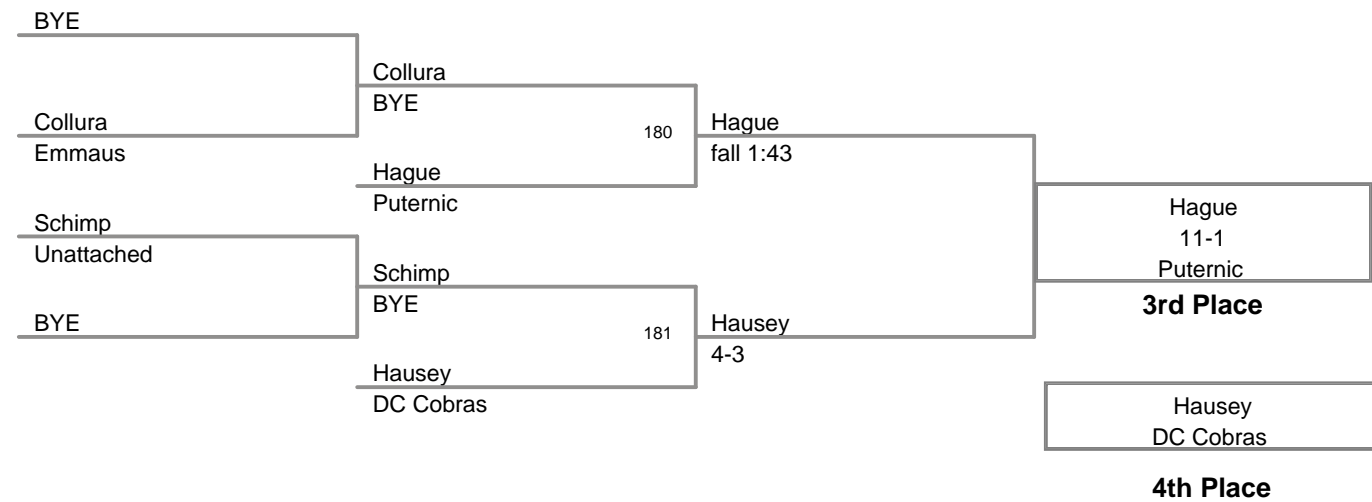 BYE
Collura
BYE
Collura
Emmaus
180
Hague
fall 1:43
Hague
Puternic
Hague
11-1
Puternic
3rd Place
Schimp
Unattached
Schimp
BYE
BYE
181
Hausey
4-3
Hausey
DC Cobras
Hausey
DC Cobras
4th Place